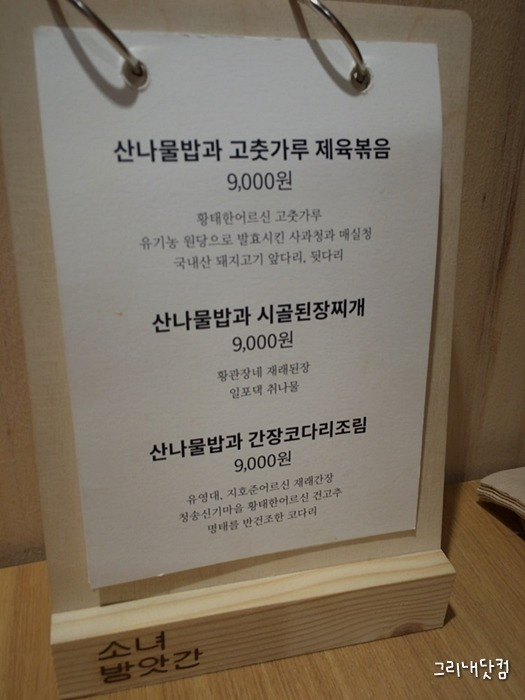 산나물밥과 고춧가루 제육볶음
9,000원
황태한어르신 고춧가루
유기농 원당으로 발효시킨 사과청과 매실청
국내산 돼지고기 앞다리, 뒷다리
산나물밥과 시골된장찌개
9,000원
황관장네 재래된장
일포댁 취나물
산나물밥과 간장코다리조림
9,000원
유영대, 지호준어르신 재래간장
청송신기마을 황태한어르신 건고추
명태를 반건조한 코다리
소녀
방앗간
그리내닷컴